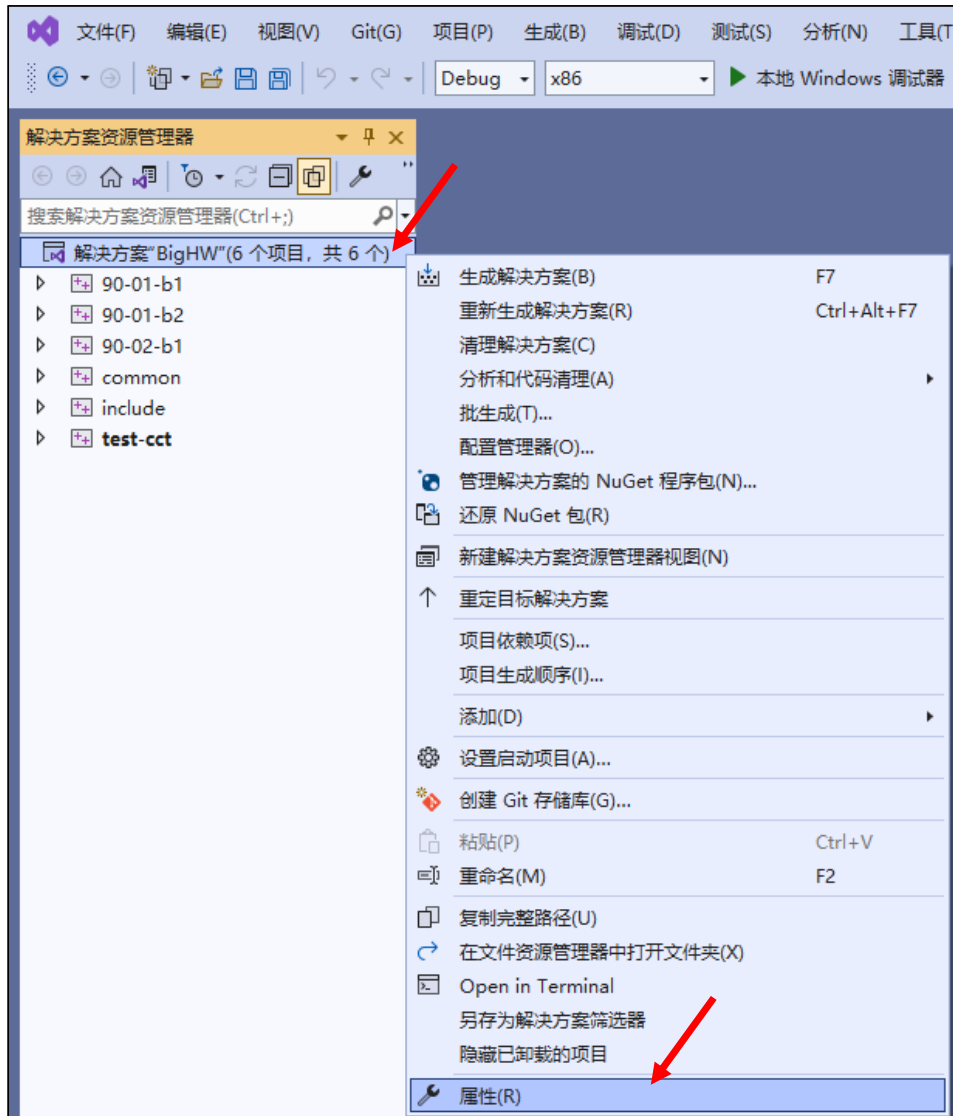 文件(F) 编辑(E) 视图(V) Git(G) 项目(P) 生成(B) 调试(D) 测试(S) 分析(N) 工具(T
Debug x86 本地 Windows 调试器
解决方案资源管理器
搜索解决方案资源管理器(Ctrl+;)
解决方案"BigHW"(6 个项目，共 6 个)
90-01-b1
90-01-b2
90-02-b1
common
include
test-cct
生成解决方案(B) F7
重新生成解决方案(R) Ctrl+Alt+F7
清理解决方案(C)
分析和代码清理(A)
批生成(T)...
配置管理器(O)...
管理解决方案的 NuGet 程序包(N)...
还原 NuGet 包(R)
新建解决方案资源管理器视图(N)
重定目标解决方案
项目依赖项(S)...
项目生成顺序(I)...
添加(D)
设置启动项目(A)...
创建 Git 存储库(G)...
粘贴(P) Ctrl+V
重命名(M) F2
复制完整路径(U)
在文件资源管理器中打开文件夹(X)
Open in Terminal
另存为解决方案筛选器
隐藏已卸载的项目
属性(R)